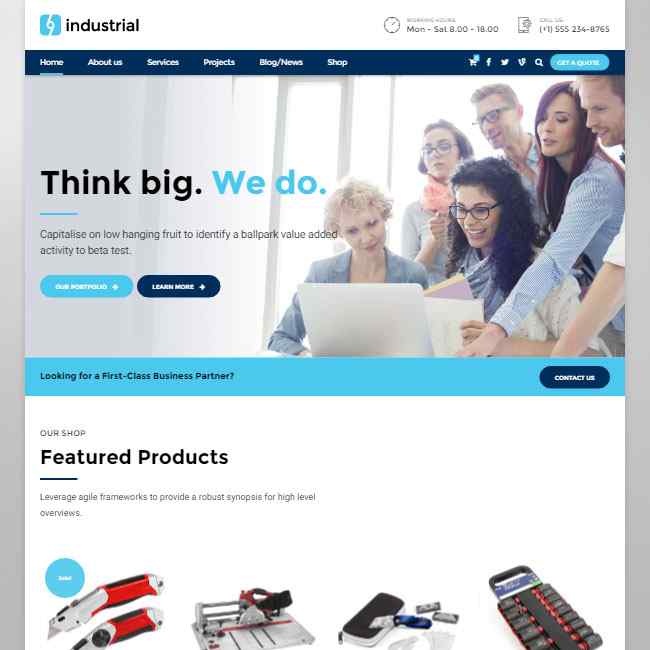 industrial
WORKING HOURS
Mon - Sat 8.00 - 18.00
CALL US
(+1) 555 234-8765
Home
About us
Services
Projects
Blog/News
Shop
GET A QUOTE
Think big. We do.
Capitalise on low hanging fruit to identify a ballpark value added
activity to beta test.
OUR PORTFOLIO
LEARN MORE
Looking for a First-Class Business Partner?
CONTACT US
OUR SHOP
Featured Products
Leverage agile frameworks to provide a robust synopsis for high level
overviews.
Sale!